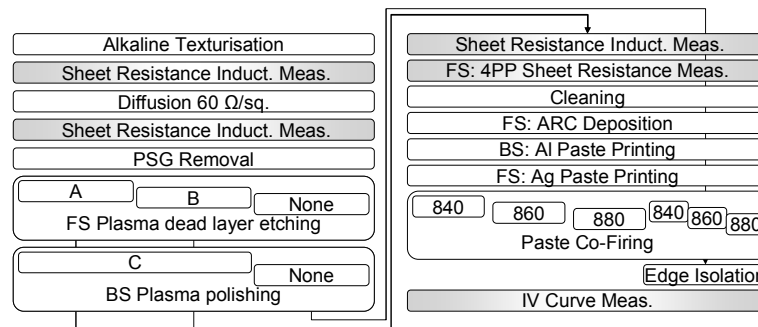 Alkaline Texturisation
Sheet Resistance Induct. Meas.
Diffusion 60 Ω/sq.
Sheet Resistance Induct. Meas.
PSG Removal
A
B
None
FS Plasma dead layer etching
C
None
BS Plasma polishing
Sheet Resistance Induct. Meas.
FS: 4PP Sheet Resistance Meas.
Cleaning
FS: ARC Deposition
BS: Al Paste Printing
FS: Ag Paste Printing
840
860
880
840
860
880
Paste Co-Firing
Edge Isolation
IV Curve Meas.